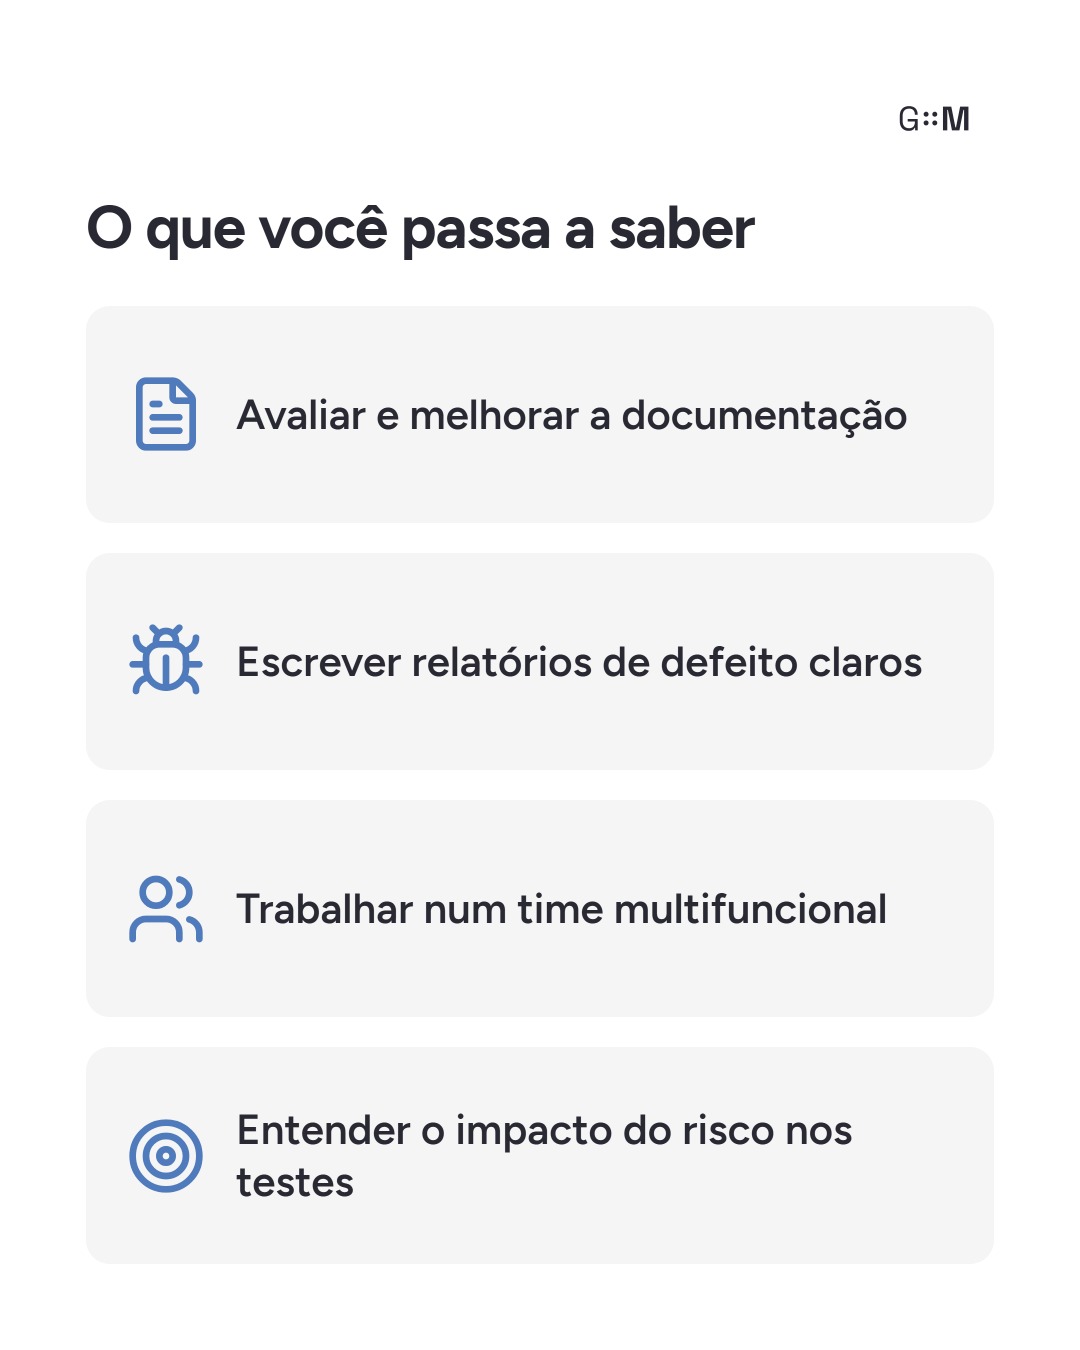 G::M
O que você passa a saber
Avaliar e melhorar a documentação
Escrever relatórios de defeito claros
Trabalhar num time multifuncional
Entender o impacto do risco nos
testes